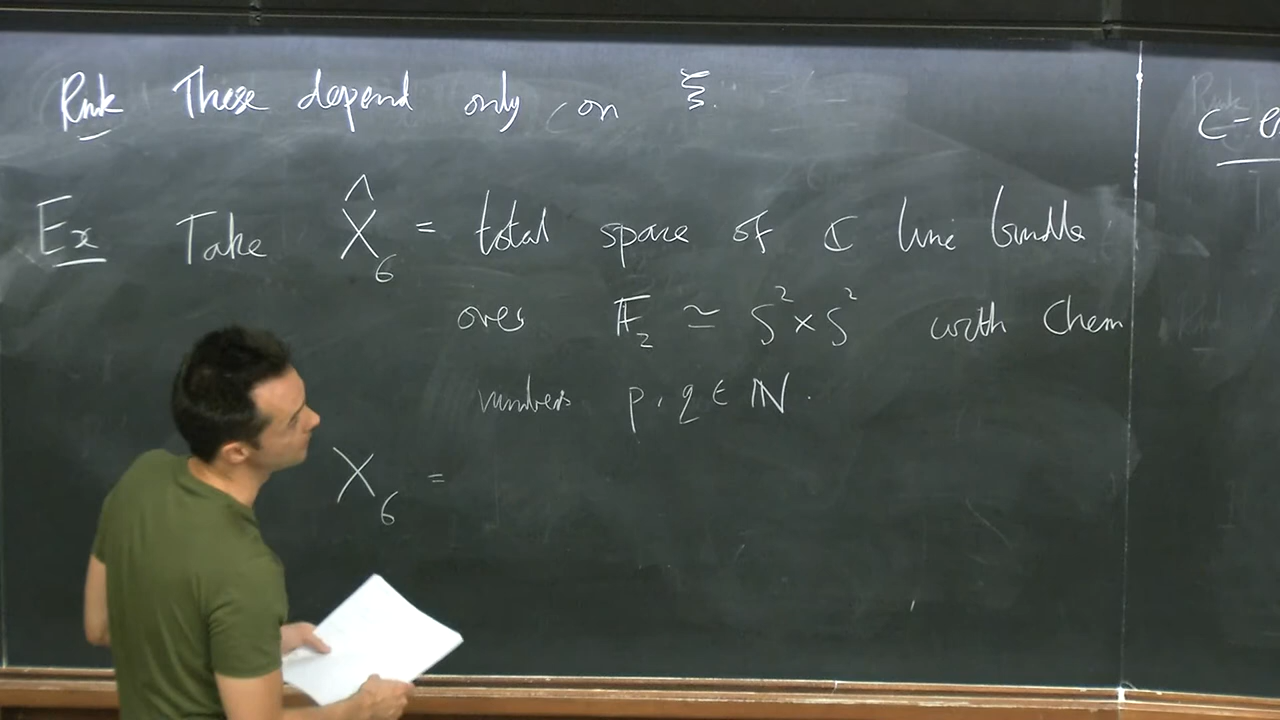 Rmk These depend only on ξ.
Ex Take X̂₆ = total space of ℂ line bundle
over 𝔽₂ ≃ S² × S² with Chern
numbers p, q ∈ ℕ.
X₆ =